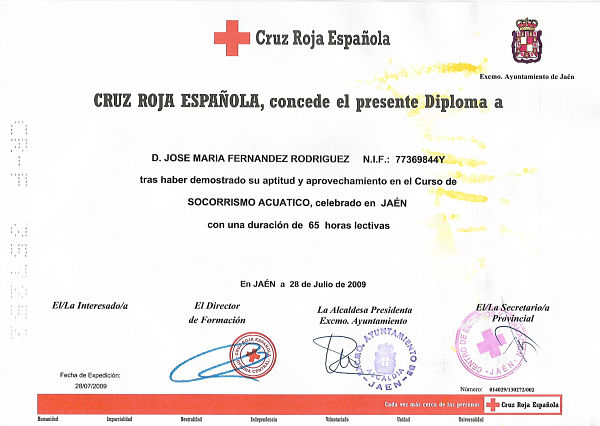 Excmo. Ayuntamiento de Jaén
Cruz Roja Española
CRUZ ROJA ESPAÑOLA, concede el presente Diploma a
D. JOSE MARIA FERNANDEZ RODRIGUEZ N.I.F.: 77369844Y
tras haber demostrado su aptitud y aprovechamiento en el Curso de
SOCORRISMO ACUATICO, celebrado en JAÉN
con una duración de 65 horas lectivas
En JAÉN a 28 de Julio de 2009
El/La Interesado/a
El Director
de Formación
La Alcaldesa Presidenta
Excmo. Ayuntamiento
El/La Secretario/a
Provincial
EXCMO. AYUNTAMIENTO DE JAEN
Fecha de Expedición:
28/07/2009
Número:
Cada vez más cerca de las personas
Cruz Roja Española
Humanidad Imparcialidad Neutralidad Independencia Voluntariado Unidad Universalidad